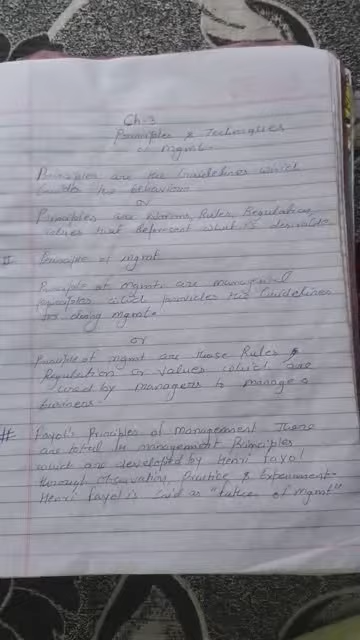 Ch-3
Principles & Techniques
of Mgmt.
Principles are the Guidelines which
Guides the behaviour
or
Principles are Norms, Rules, Regulation,
values that Represent what is desirable
# Principle of mgmt
Principle of mgmt are managerial
principles which provides the Guidelines
for doing mgmt.
or
Principle of mgmt are those Rules &
Regulation or values which are
used by managers to manage a
business.
# Fayol's Principles of management There
are total 14 management Principles
which are developed by Henri Fayol
through observation, Practice & Experiment
Henri Fayol is said as "father of Mgmt"